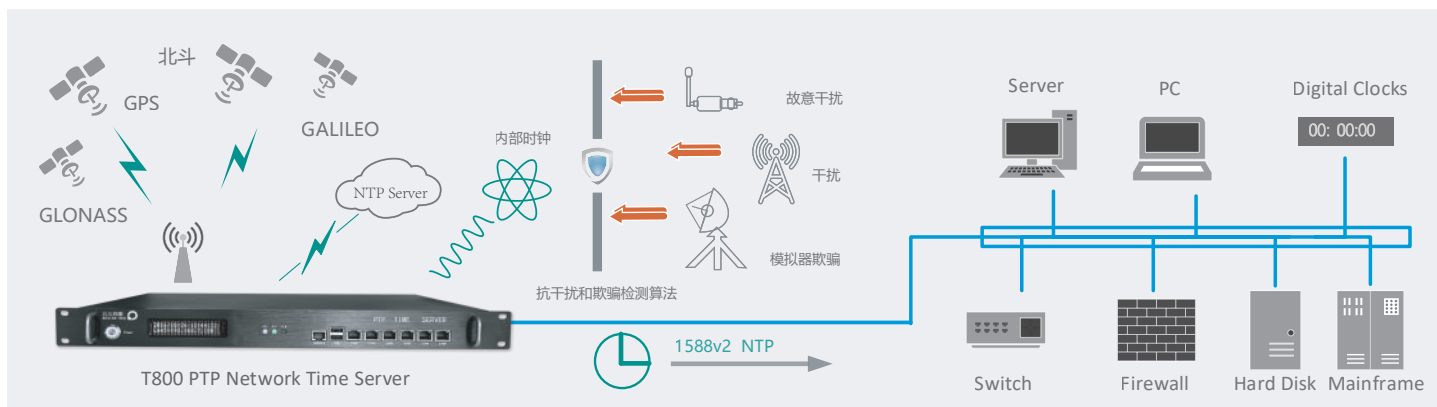 北斗
GPS
GALILEO
GLONASS
NTP Server
内部时钟
故意干扰
干扰
模拟器欺骗
抗干扰和欺骗检测算法
PTP TIME SERVER
T800 PTP Network Time Server
1588v2 NTP
Server
PC
Digital Clocks
00: 00:00
Switch
Firewall
Hard Disk
Mainframe